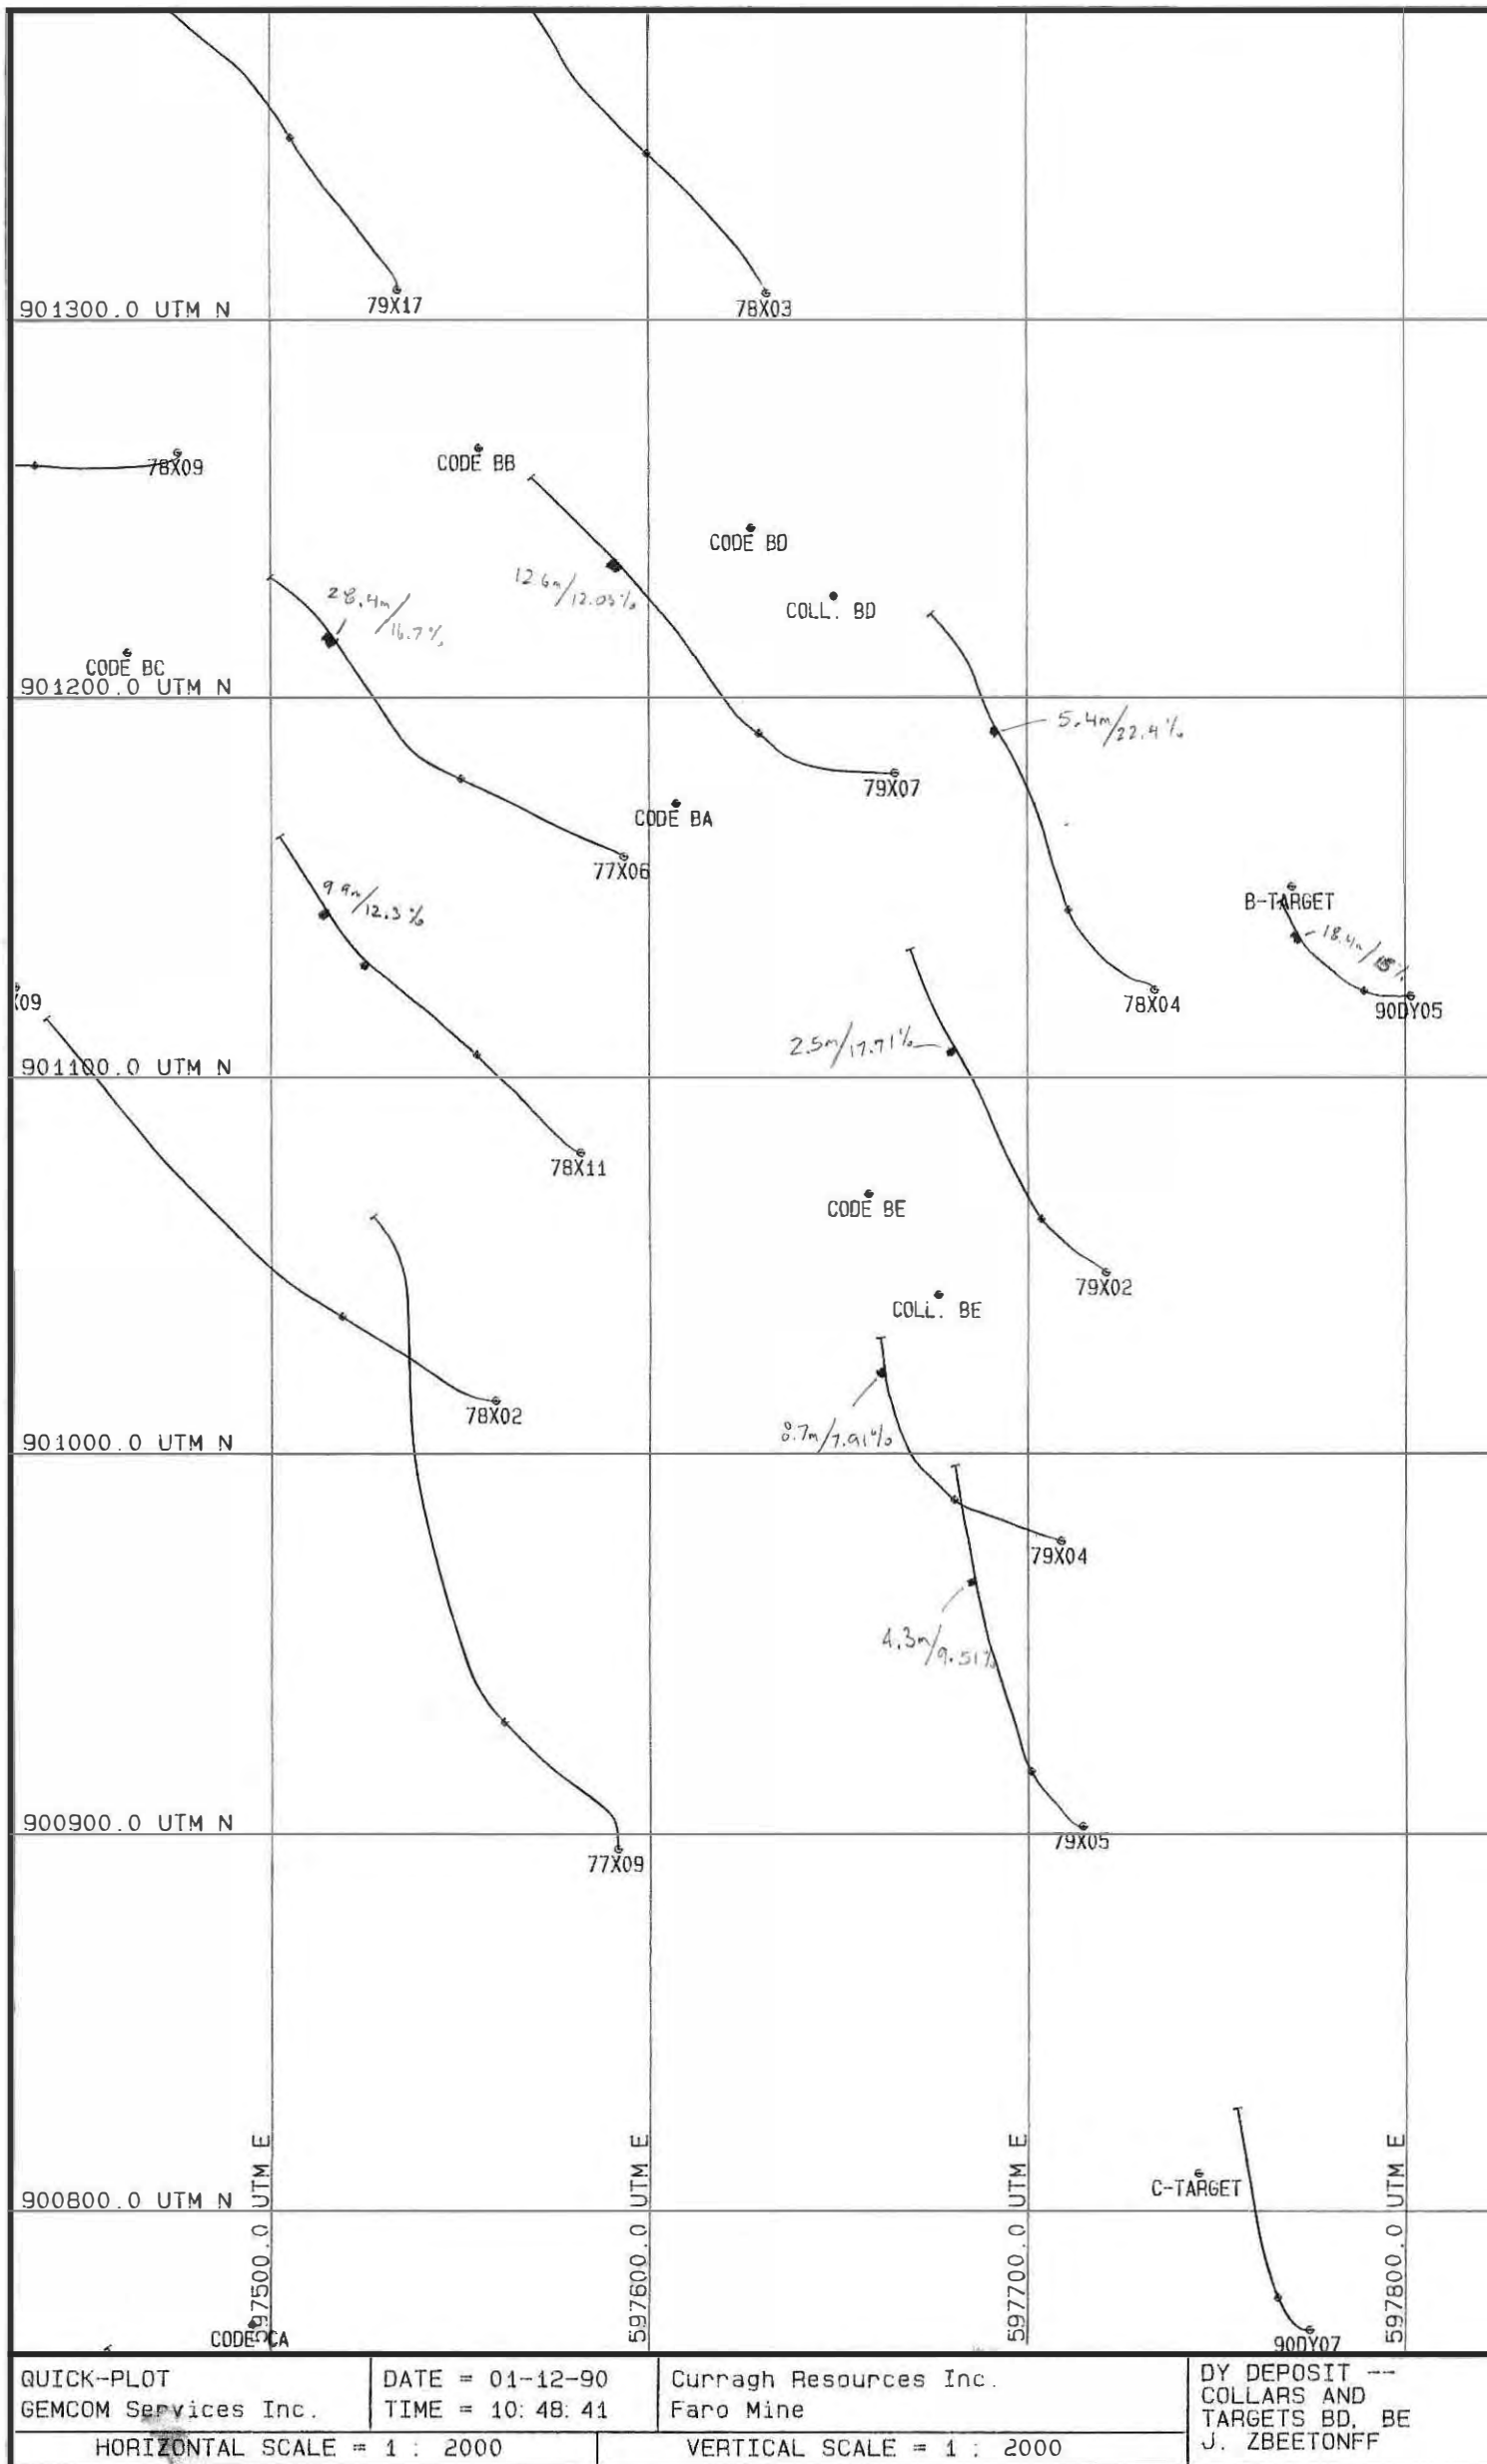 79X17
78X03
901300.0 UTM N
78X09
CODE BB
CODE BD
12.6m/12.03%
COLL. BD
28.4m/16.7%
CODE BC
901200.0 UTM N
5.4m/22.4%
79X07
CODE BA
77X06
9.9m/12.3%
B-TARGET
18.4m/15%
X09
78X04
90DY05
2.5m/17.71%
901100.0 UTM N
78X11
CODE BE
79X02
COLL. BE
78X02
8.7m/7.91%
901000.0 UTM N
79X04
4.3m/9.51%
900900.0 UTM N
79X05
77X09
C-TARGET
900800.0 UTM N
597500.0 UTM E
597600.0 UTM E
597700.0 UTM E
597800.0 UTM E
CODE CA
90DY07
QUICK-PLOT
GEMCOM Services Inc.
DATE = 01-12-90
TIME = 10:48:41
Curragh Resources Inc.
Faro Mine
DY DEPOSIT --
COLLARS AND
TARGETS BD, BE
J. ZBEETONFF
HORIZONTAL SCALE = 1 : 2000
VERTICAL SCALE = 1 : 2000